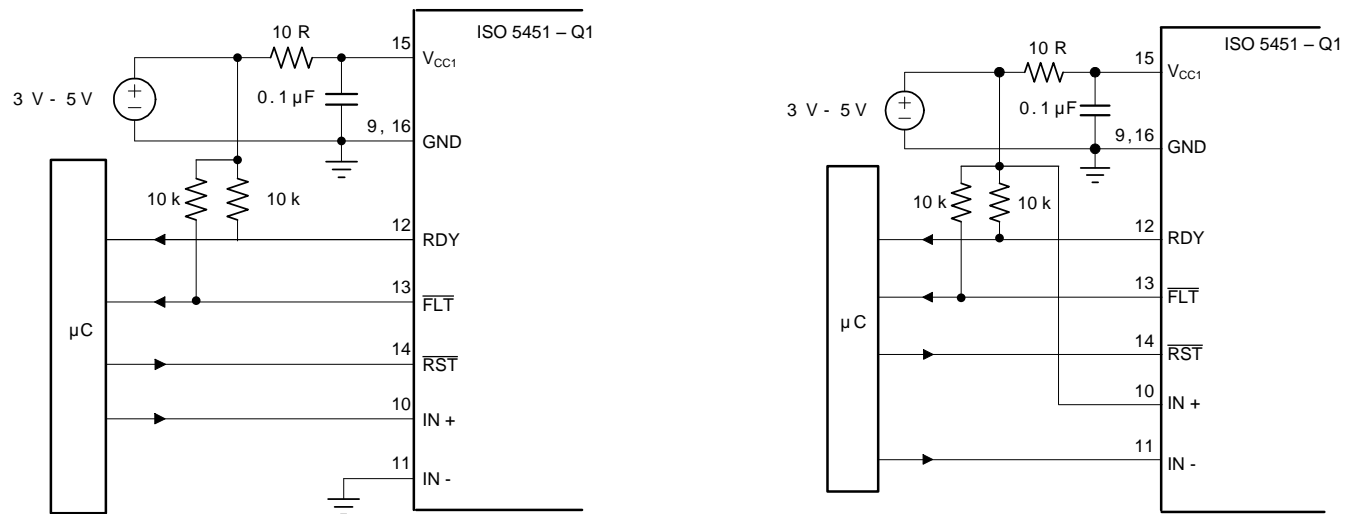 ISO 5451 – Q1
10 R
15
VCC1
3 V - 5 V
0.1 µF
9, 16
GND
10 k
10 k
12
RDY
13
FLT
µC
14
RST
10
IN +
11
IN -
ISO 5451 – Q1
10 R
15
VCC1
3 V - 5 V
0.1 µF
9,16
GND
10 k
10 k
12
RDY
13
FLT
µC
14
RST
10
IN +
11
IN -